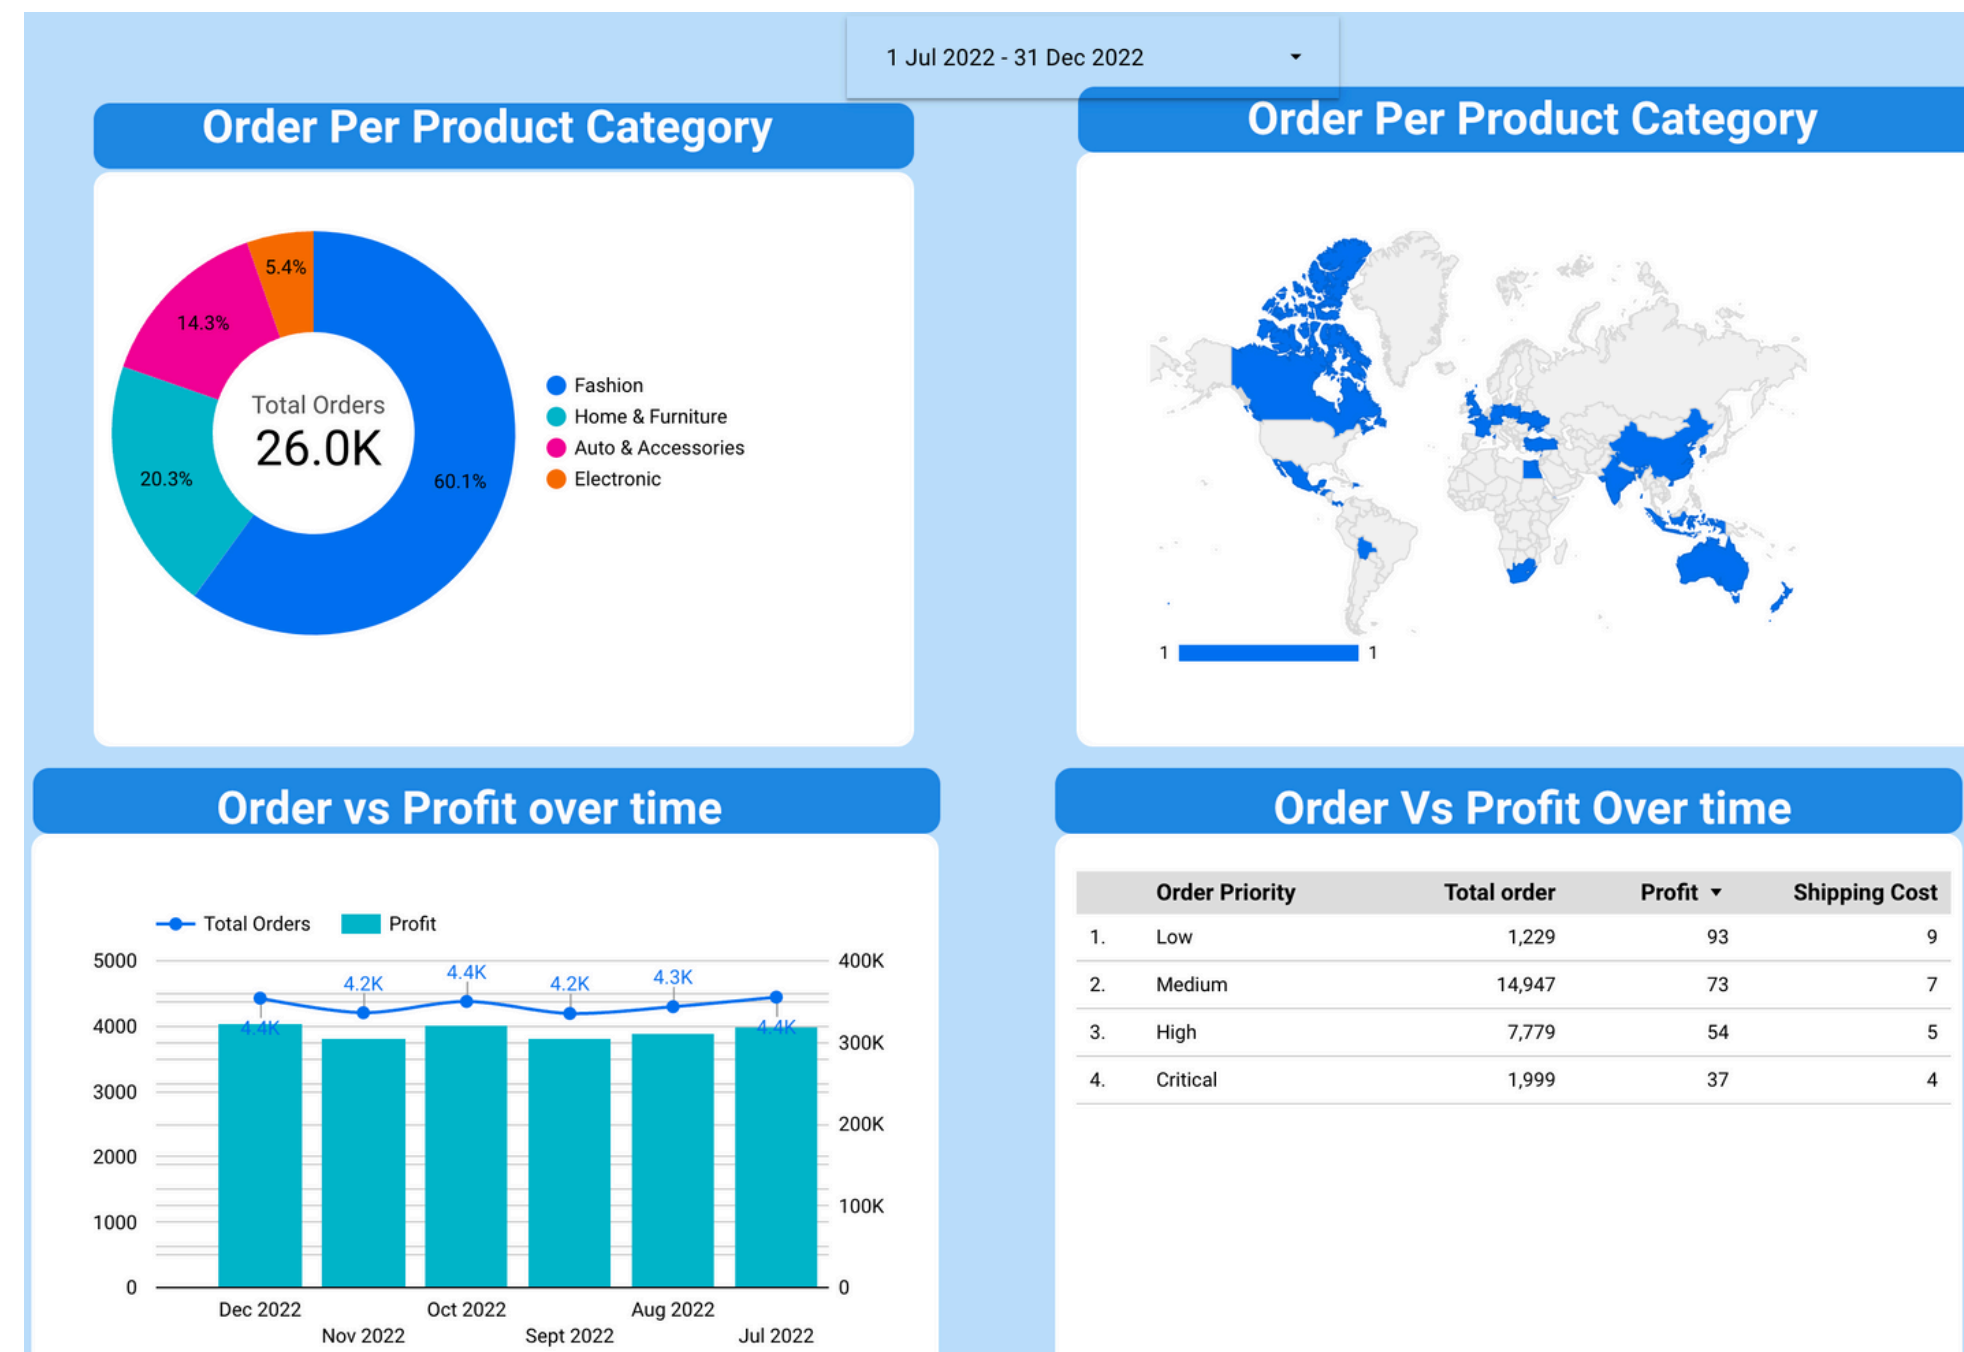 1 Jul 2022 - 31 Dec 2022
Order Per Product Category
5.4%
14.3%
20.3%
60.1%
Total Orders
26.0K
Fashion
Home & Furniture
Auto & Accessories
Electronic
Order Per Product Category
1 1
Order vs Profit over time
Total Orders Profit
5000
4000
3000
2000
1000
0
4.4K
4.2K
4.4K
4.2K
4.3K
4.4K
400K
300K
200K
100K
0
Dec 2022
Nov 2022
Oct 2022
Sept 2022
Aug 2022
Jul 2022
Order Vs Profit Over time
Order Priority Total order Profit Shipping Cost
1. Low 1,229 93 9
2. Medium 14,947 73 7
3. High 7,779 54 5
4. Critical 1,999 37 4